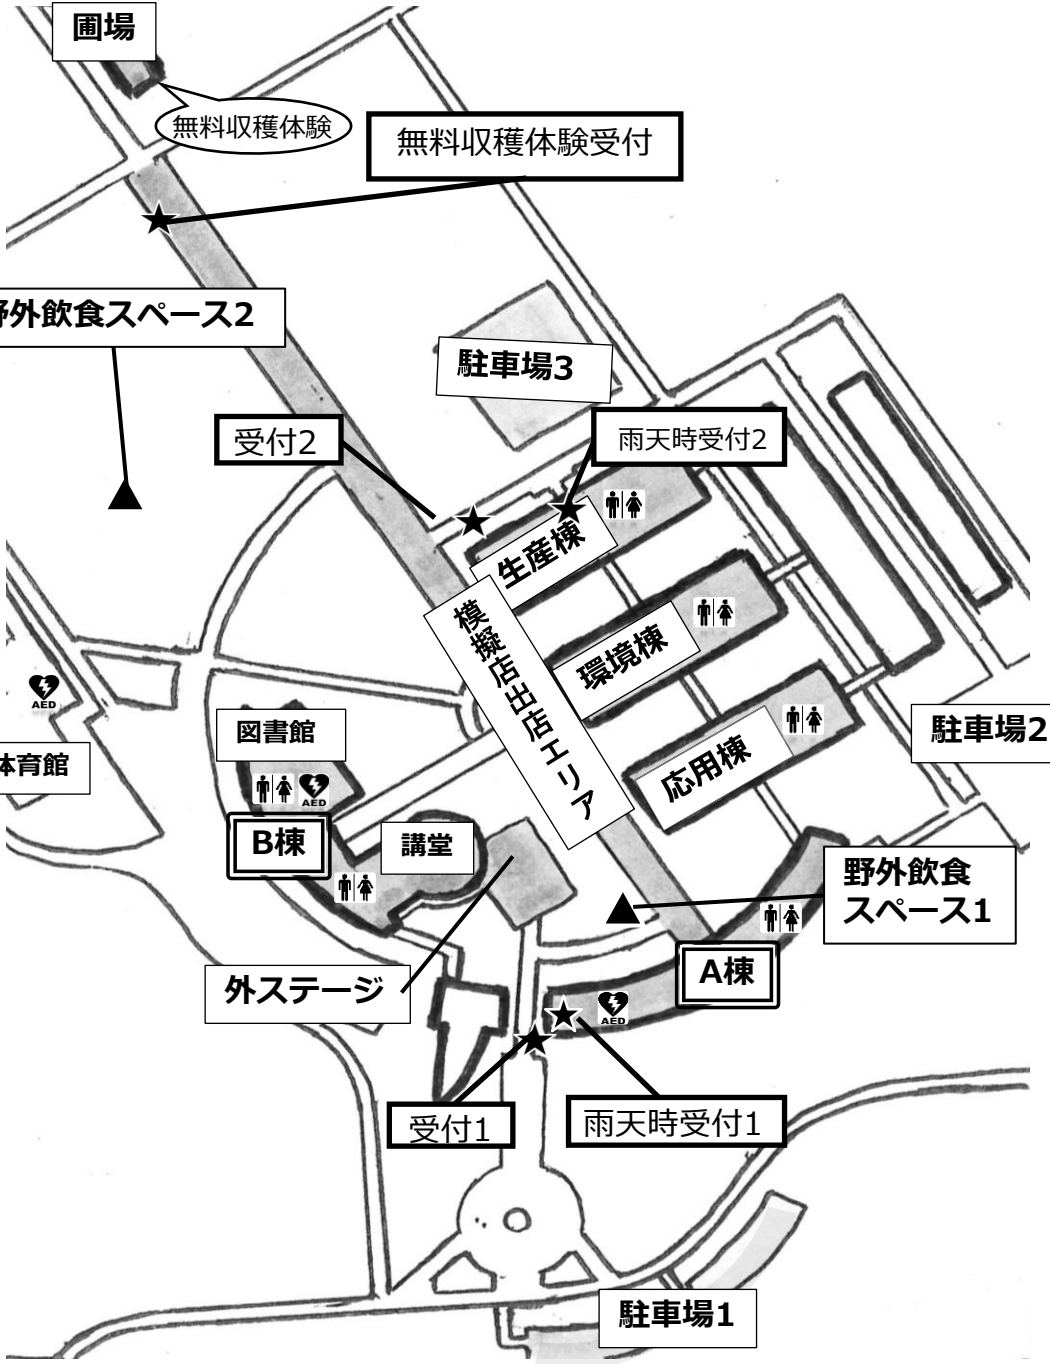 圃場
無料収穫体験
無料収穫体験受付
野外飲食スペース2
駐車場3
受付2
雨天時受付2
生産棟
模擬店出店エリア
環境棟
AED
図書館
駐車場2
体育館
応用棟
AED
B棟
講堂
野外飲食
スペース1
A棟
外ステージ
AED
受付1
雨天時受付1
駐車場1